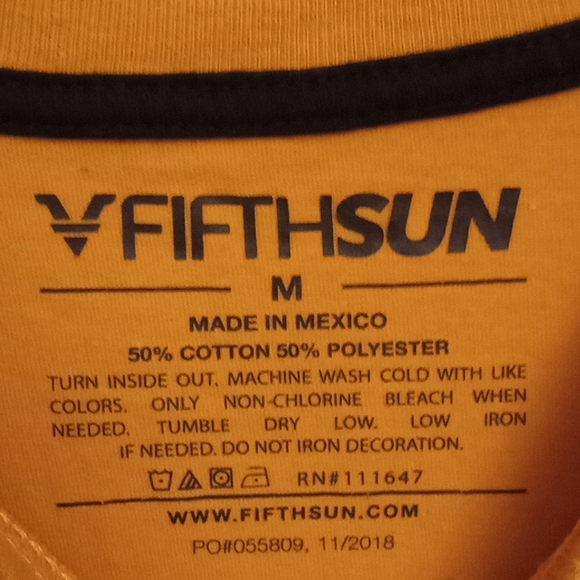 FIFTHSUN
M
MADE IN MEXICO
50% COTTON 50% POLYESTER
TURN INSIDE OUT. MACHINE WASH COLD WITH LIKE
COLORS. ONLY NON-CHLORINE BLEACH WHEN
NEEDED. TUMBLE DRY LOW. LOW IRON
IF NEEDED. DO NOT IRON DECORATION.
RN#111647
WWW.FIFTHSUN.COM
PO#055809, 11/2018